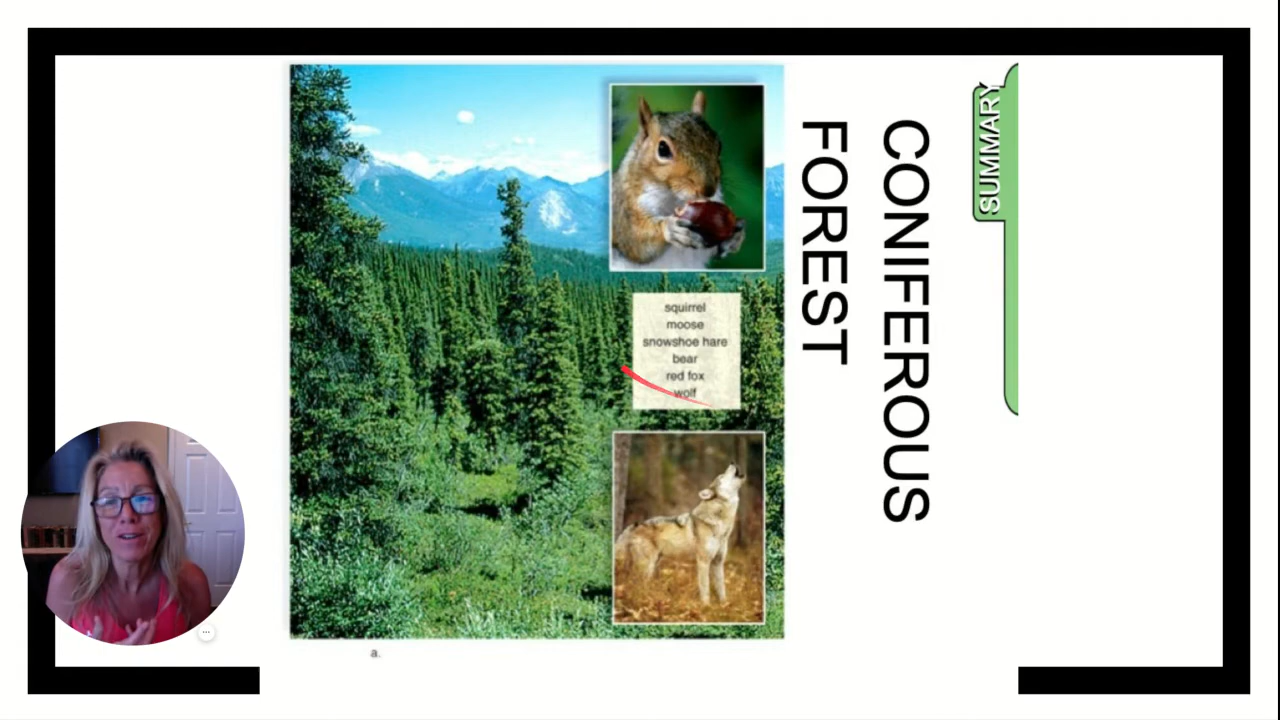 SUMMARY
CONIFEROUS
FOREST
squirrel
moose
snowshoe hare
bear
red fox
wolf
a.